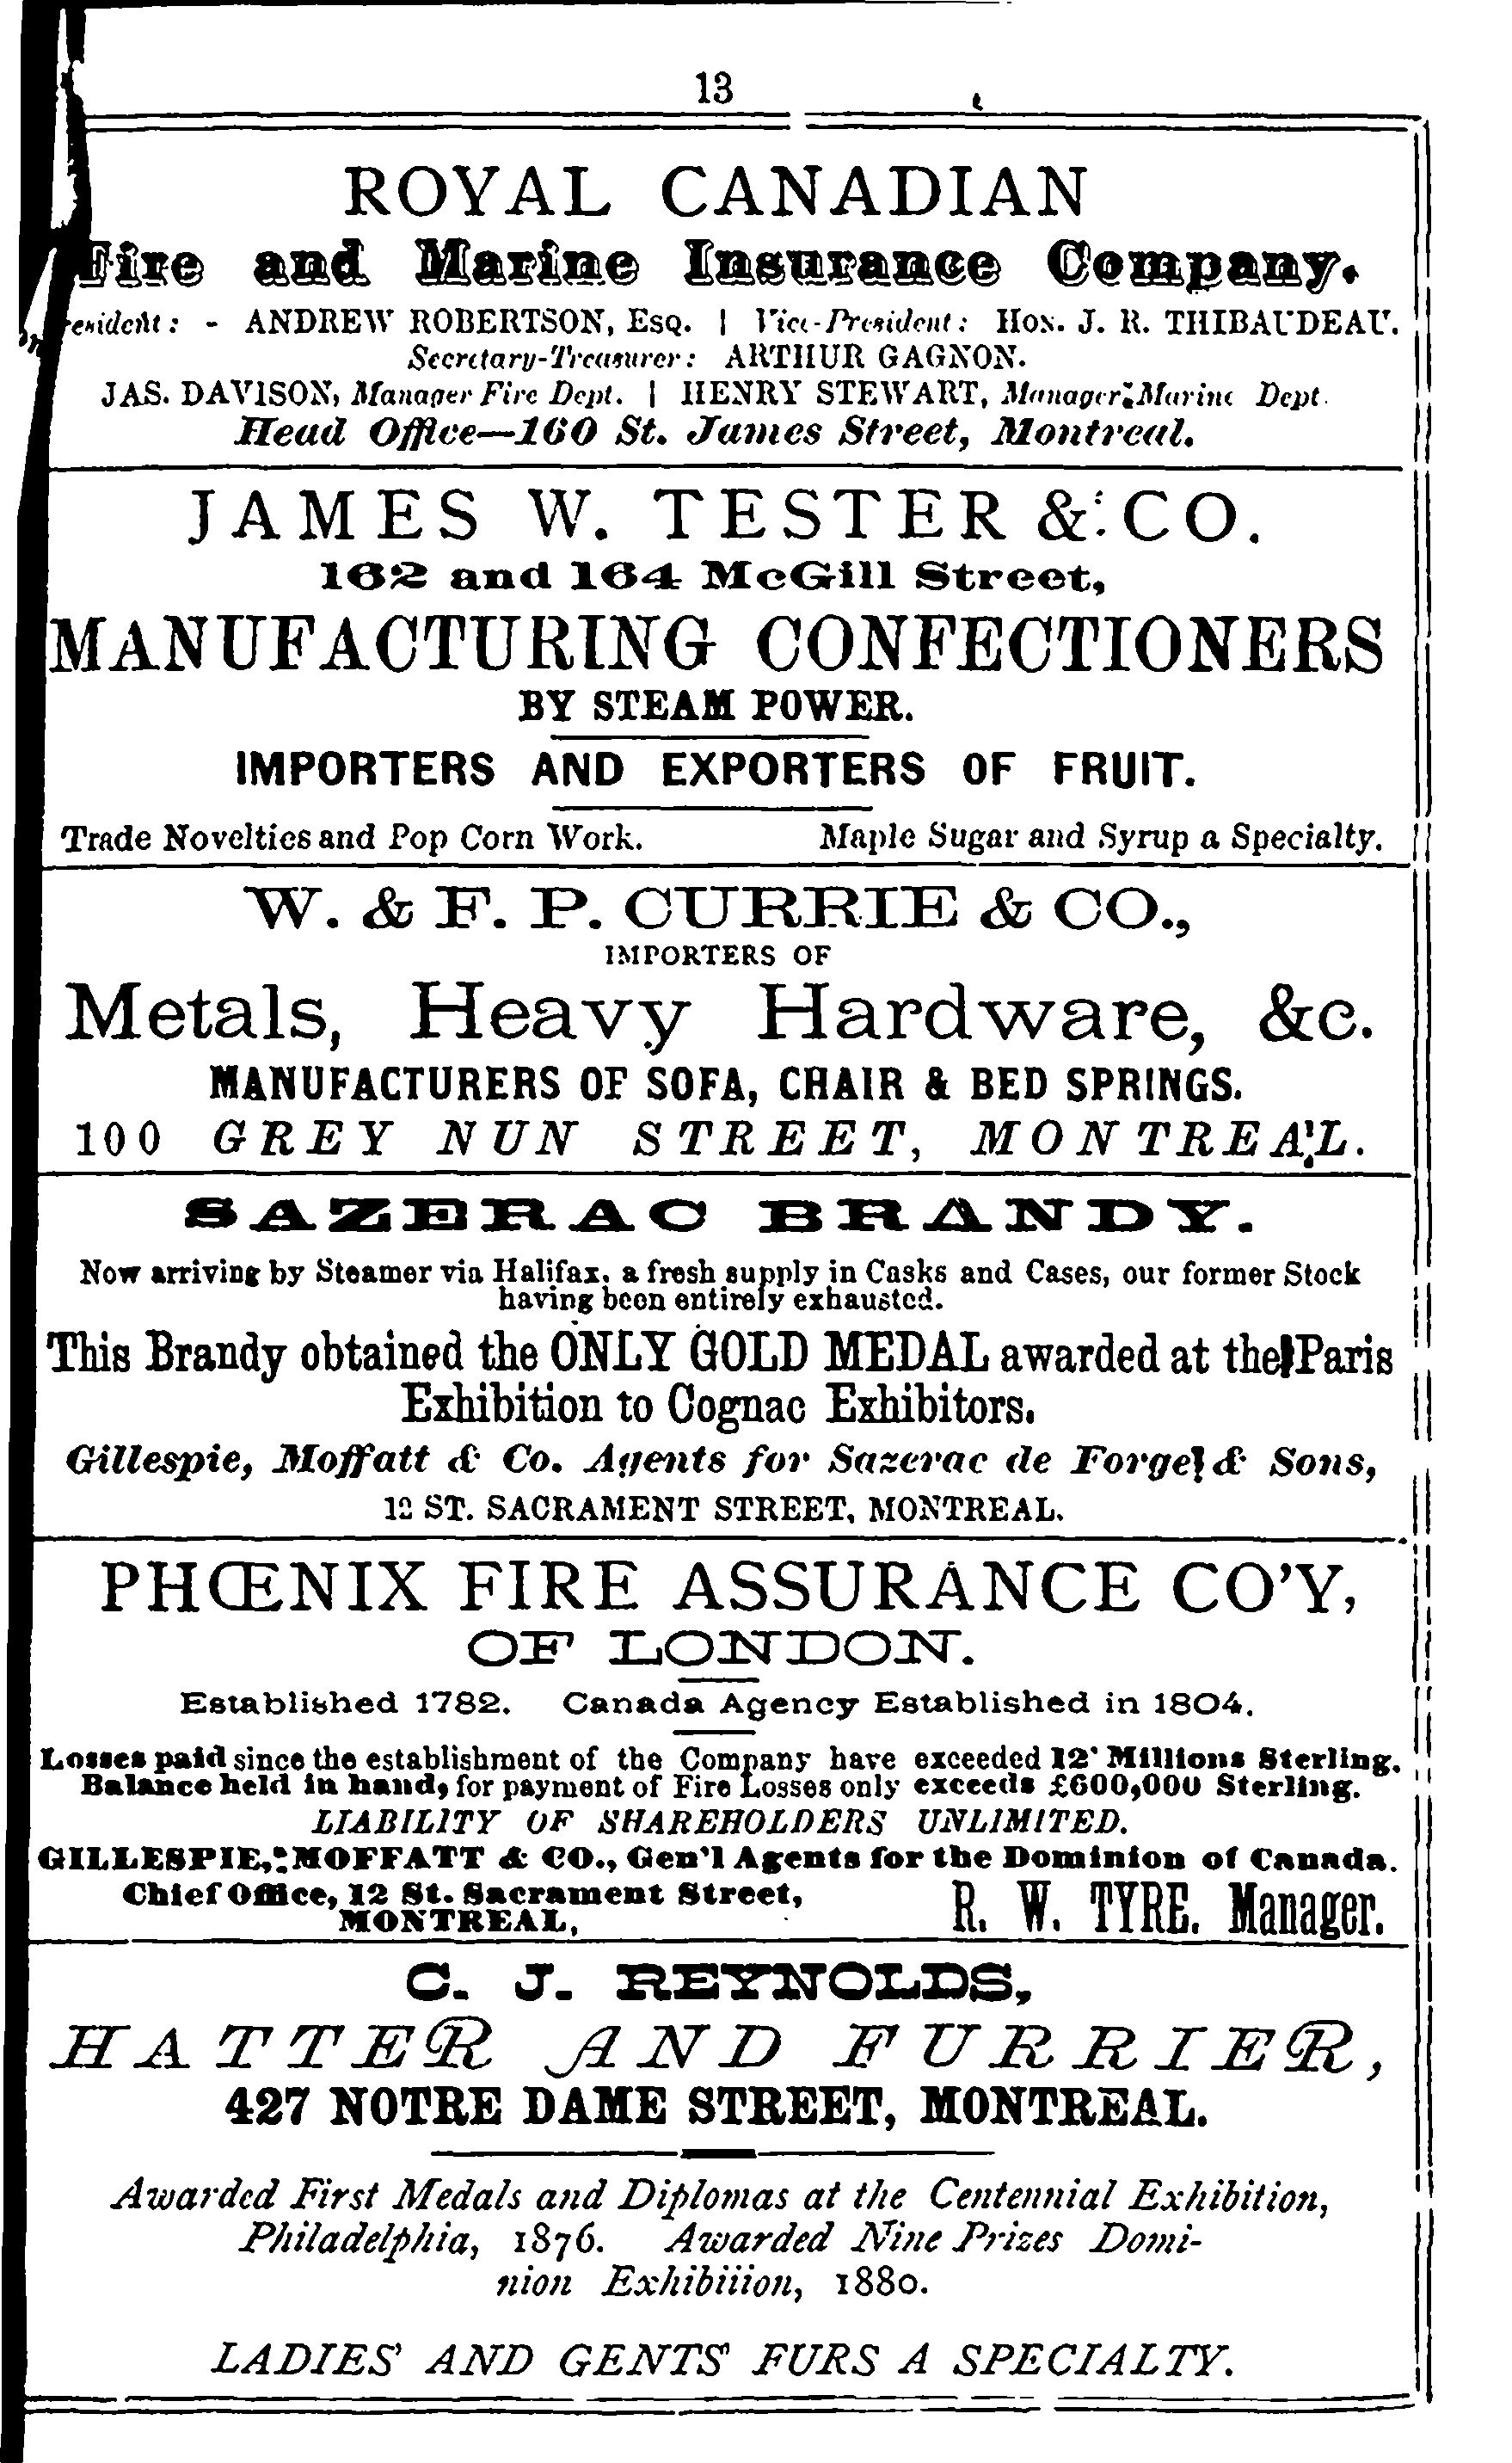 13
ROYAL CANADIAN
Fire and Marine Insurance Company.
President: - ANDREW ROBERTSON, ESQ. | Vice-President: HON. J. R. THIBAUDEAU.
Secretary-Treasurer: ARTHUR GAGNON.
JAS. DAVISON, Manager Fire Dept. | HENRY STEWART, Manager Marine Dept.
Head Office—160 St. James Street, Montreal.
JAMES W. TESTER & CO.
162 and 164 McGill Street,
MANUFACTURING CONFECTIONERS
BY STEAM POWER.
IMPORTERS AND EXPORTERS OF FRUIT.
Trade Novelties and Pop Corn Work. Maple Sugar and Syrup a Specialty.
W. & F. P. CURRIE & CO.,
IMPORTERS OF
Metals, Heavy Hardware, &c.
MANUFACTURERS OF SOFA, CHAIR & BED SPRINGS.
100 GREY NUN STREET, MONTREAL.
SAZERAC BRANDY.
Now arriving by Steamer via Halifax, a fresh supply in Casks and Cases, our former Stock
having been entirely exhausted.
This Brandy obtained the ONLY GOLD MEDAL awarded at the Paris
Exhibition to Cognac Exhibitors.
Gillespie, Moffatt & Co. Agents for Sazerac de Forge & Sons,
12 ST. SACRAMENT STREET, MONTREAL.
PHŒNIX FIRE ASSURANCE CO'Y,
OF LONDON.
Established 1782. Canada Agency Established in 1804.
Losses paid since the establishment of the Company have exceeded 12 Millions Sterling.
Balance held in hand, for payment of Fire Losses only exceeds £600,000 Sterling.
LIABILITY OF SHAREHOLDERS UNLIMITED.
GILLESPIE, MOFFATT & CO., Gen'l Agents for the Dominion of Canada.
Chief Office, 12 St. Sacrament Street,
MONTREAL, R. W. TYRE. Manager.
C. J. REYNOLDS,
HATTER AND FURRIER,
427 NOTRE DAME STREET, MONTREAL.
Awarded First Medals and Diplomas at the Centennial Exhibition,
Philadelphia, 1876. Awarded Nine Prizes Domi-
nion Exhibiiion, 1880.
LADIES' AND GENTS' FURS A SPECIALTY.